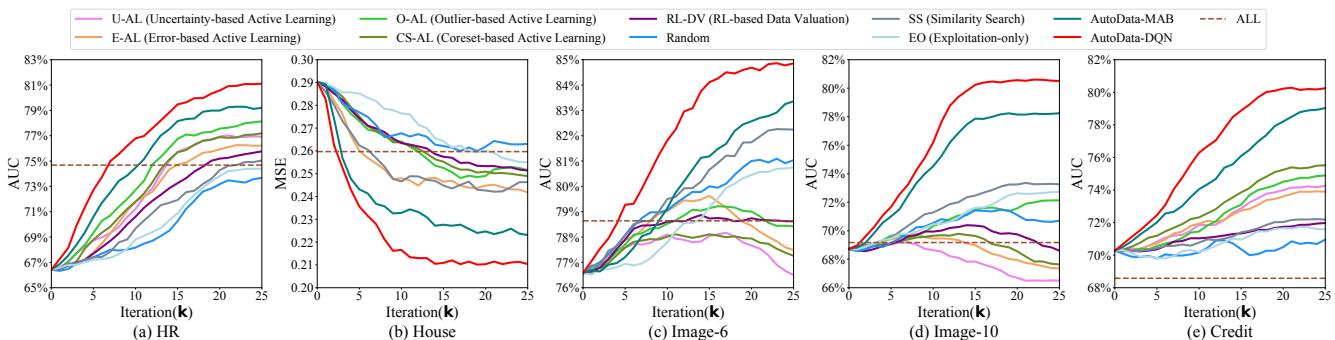 U-AL (Uncertainty-based Active Learning) O-AL (Outlier-based Active Learning) RL-DV (RL-based Data Valuation) SS (Similarity Search) AutoData-MAB ALL
E-AL (Error-based Active Learning) CS-AL (Coreset-based Active Learning) Random EO (Exploitation-only) AutoData-DQN
83%
81%
79%
77%
75%
73%
71%
69%
67%
65%
AUC
0 5 10 15 20 25
Iteration(k)
(a) HR
0.30
0.29
0.28
0.27
0.26
0.25
0.24
0.23
0.22
0.21
0.20
MSE
0 5 10 15 20 25
Iteration(k)
(b) House
85%
84%
83%
82%
81%
80%
79%
78%
77%
76%
AUC
0 5 10 15 20 25
Iteration(k)
(c) Image-6
82%
80%
78%
76%
74%
72%
70%
68%
66%
AUC
0 5 10 15 20 25
Iteration(k)
(d) Image-10
82%
80%
78%
76%
74%
72%
70%
68%
AUC
0 5 10 15 20 25
Iteration(k)
(e) Credit